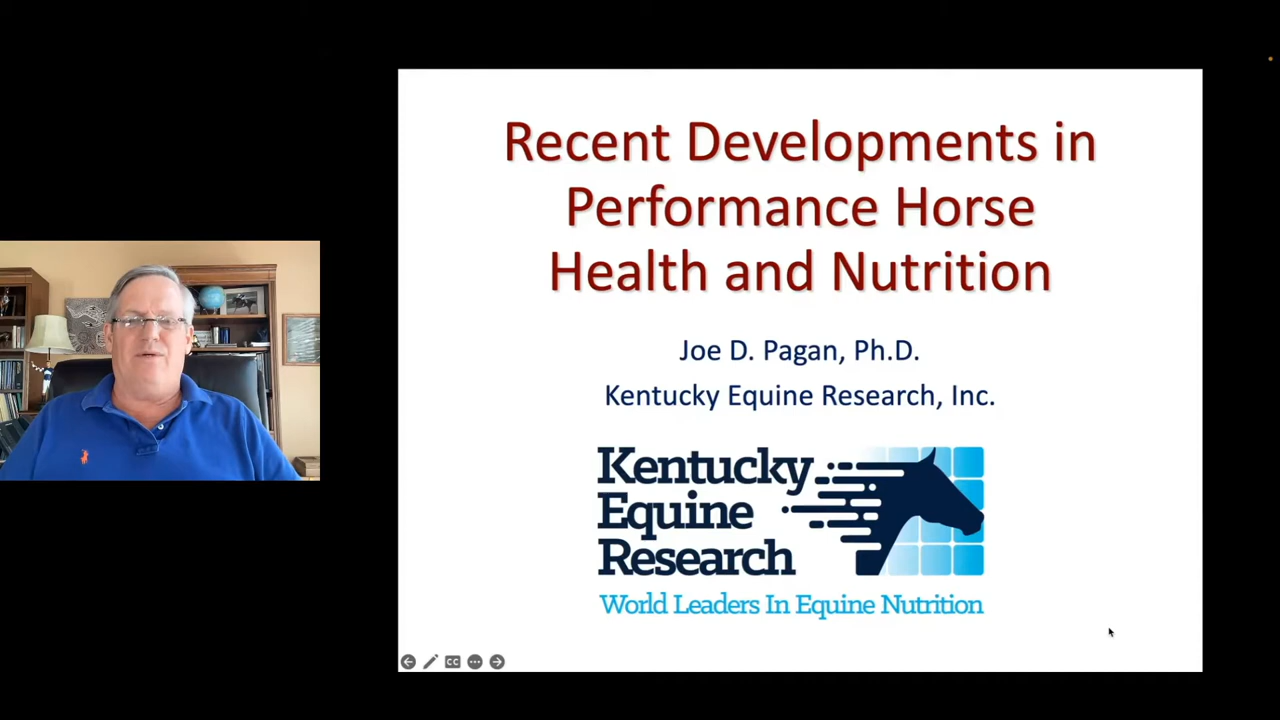 Recent Developments in
Performance Horse
Health and Nutrition
Joe D. Pagan, Ph.D.
Kentucky Equine Research, Inc.
Kentucky
Equine
Research
World Leaders In Equine Nutrition
CC